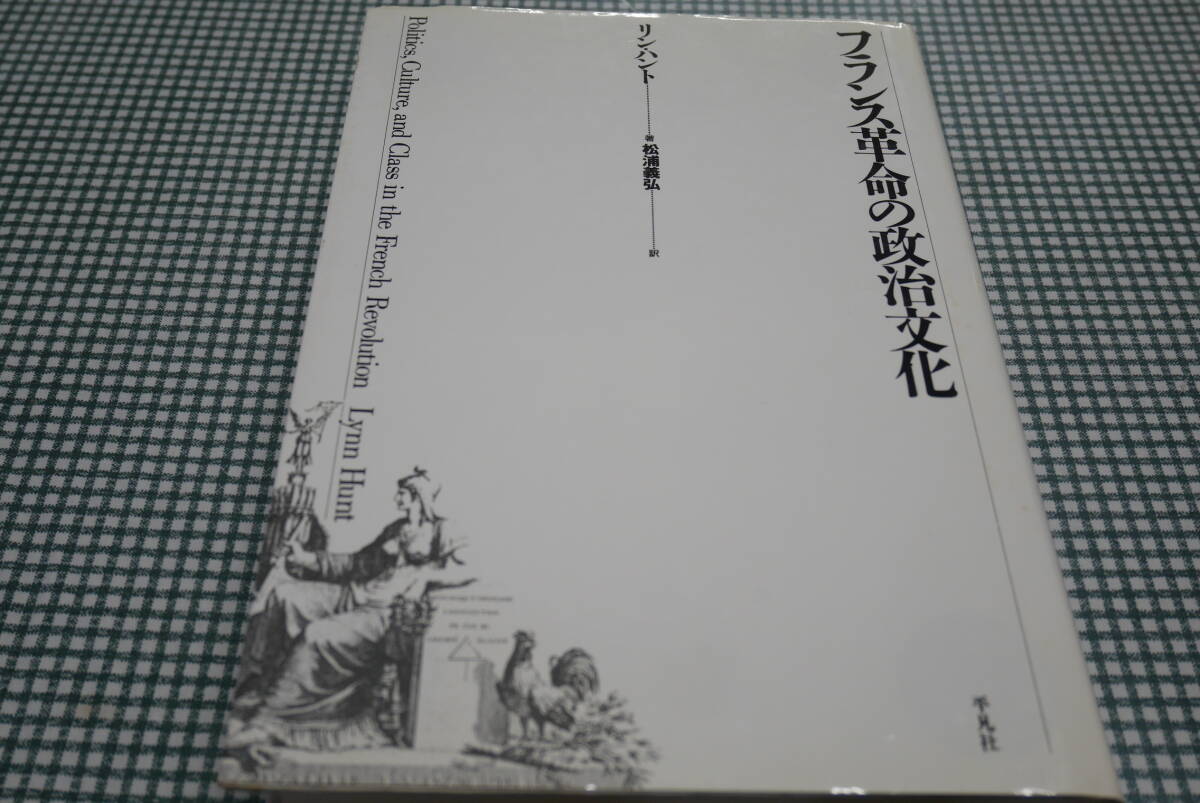 フランス革命の政治文化
リン・ハント 著 松浦義弘 訳
Politics, Culture, and Class in the French Revolution Lynn Hunt
平凡社